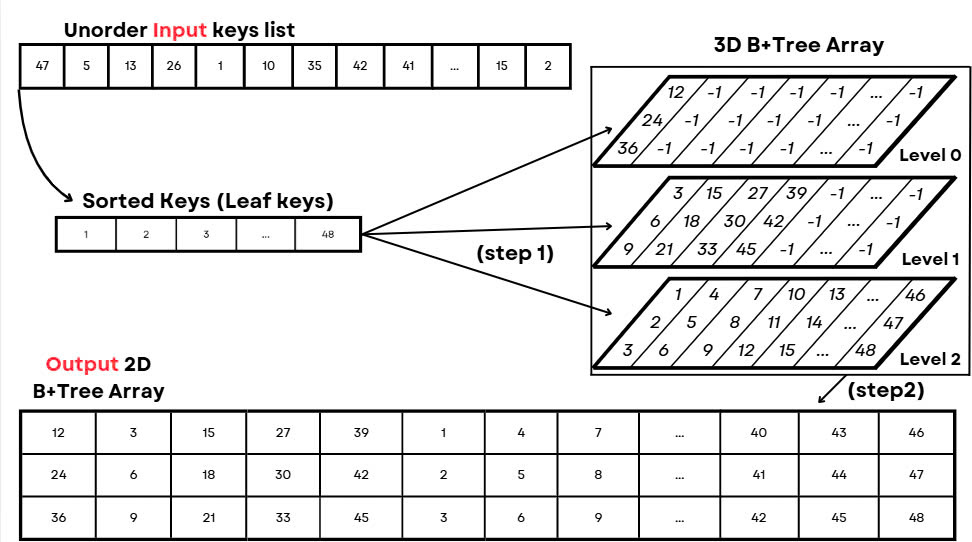 Unorder Input keys list
47 5 13 26 1 10 35 42 41 ... 15 2
3D B+Tree Array
12 -1 -1 -1 -1 ... -1
24 -1 -1 -1 -1 ... -1
36 -1 -1 -1 -1 ... -1
Level 0
Sorted Keys (Leaf keys)
1 2 3 ... 48
(step 1)
3 15 27 39 -1 ... -1
6 18 30 42 -1 ... -1
9 21 33 45 -1 ... -1
Level 1
1 4 7 10 13 ... 46
2 5 8 11 14 ... 47
3 6 9 12 15 ... 48
Level 2
(step2)
Output 2D
B+Tree Array
12 3 15 27 39 1 4 7 ... 40 43 46
24 6 18 30 42 2 5 8 ... 41 44 47
36 9 21 33 45 3 6 9 ... 42 45 48